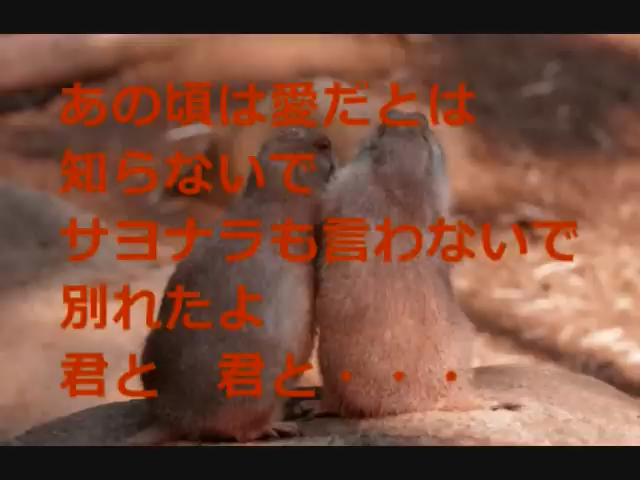 あの頃は愛だとは
知らないで
サヨナラも言わないで
別れたよ
君と　君と・・・